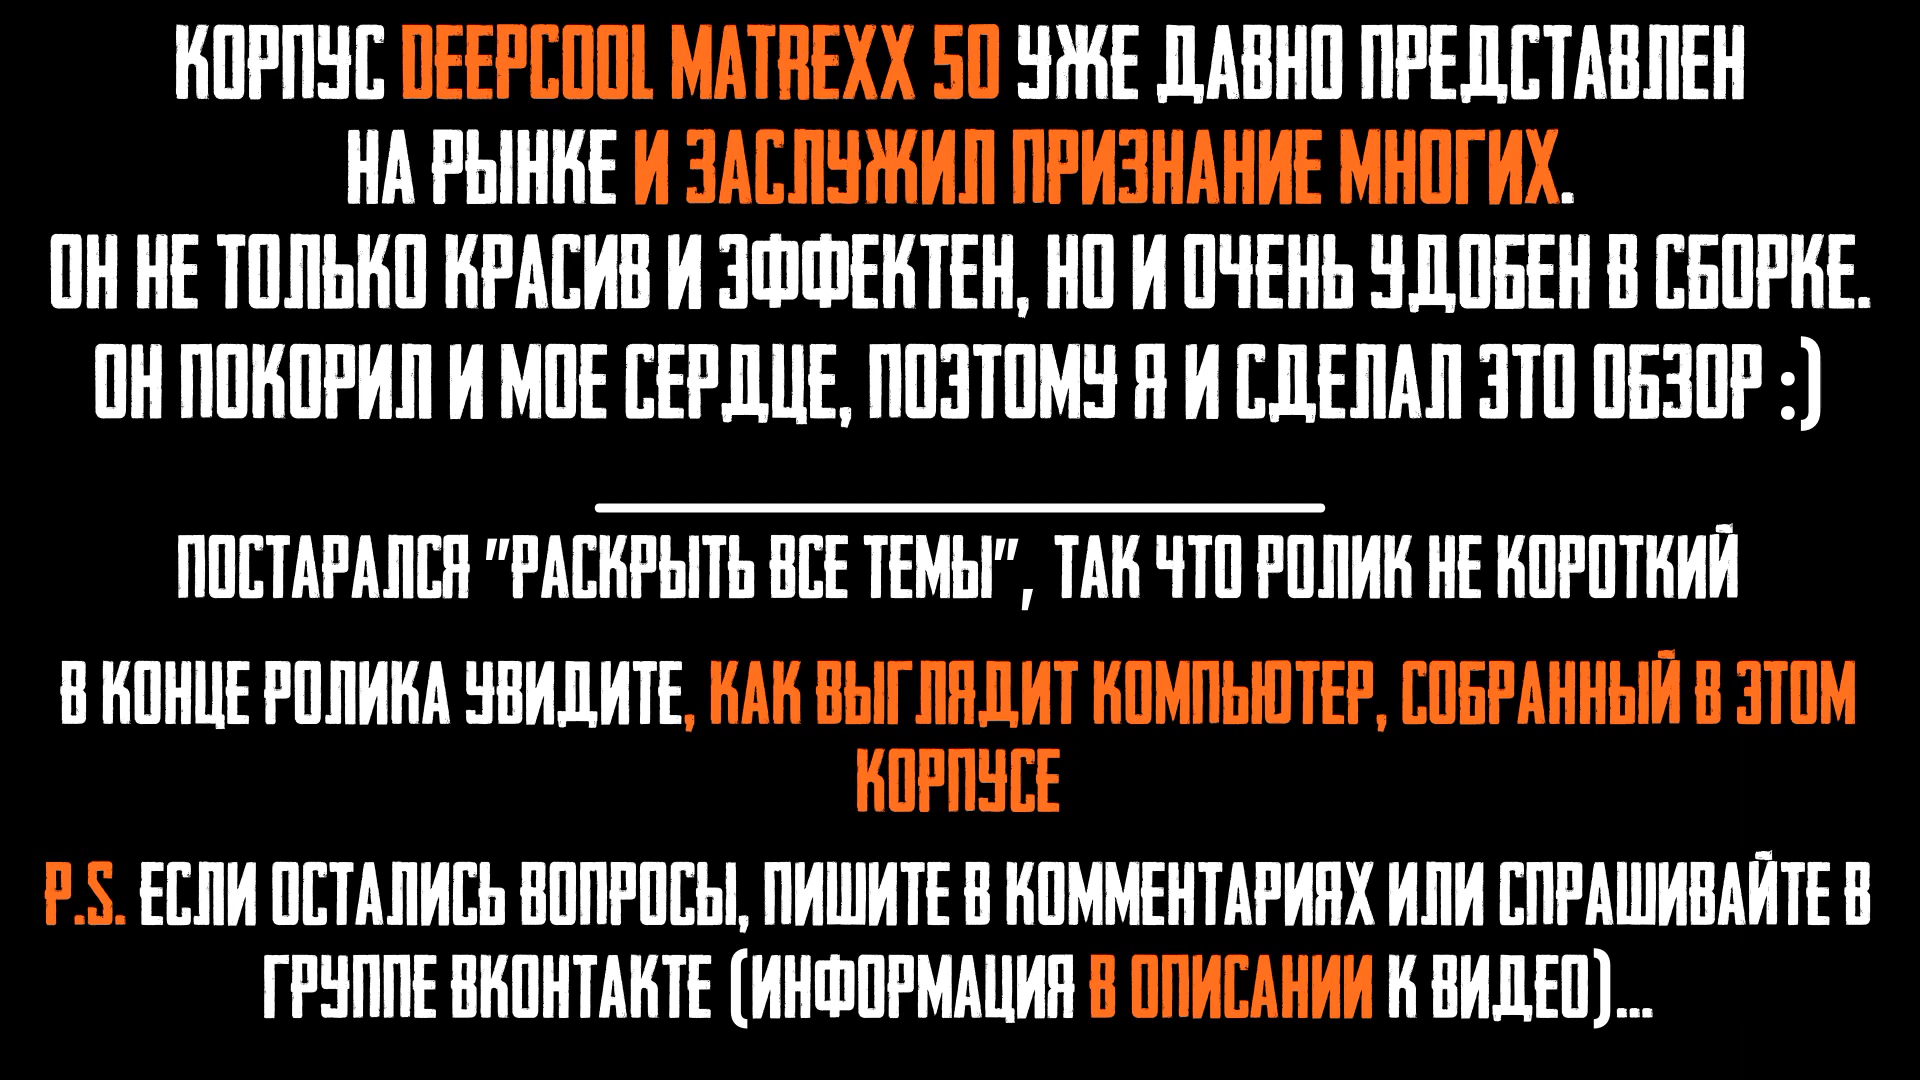 КОРПУС DEEPCOOL MATREXX 50 УЖЕ ДАВНО ПРЕДСТАВЛЕН
НА РЫНКЕ И ЗАСЛУЖИЛ ПРИЗНАНИЕ МНОГИХ.
ОН НЕ ТОЛЬКО КРАСИВ И ЭФФЕКТЕН, НО И ОЧЕНЬ УДОБЕН В СБОРКЕ.
ОН ПОКОРИЛ И МОЕ СЕРДЦЕ, ПОЭТОМУ Я И СДЕЛАЛ ЭТО ОБЗОР :)
ПОСТАРАЛСЯ "РАСКРЫТЬ ВСЕ ТЕМЫ", ТАК ЧТО РОЛИК НЕ КОРОТКИЙ
В КОНЦЕ РОЛИКА УВИДИТЕ, КАК ВЫГЛЯДИТ КОМПЬЮТЕР, СОБРАННЫЙ В ЭТОМ
КОРПУСЕ
P.S. ЕСЛИ ОСТАЛИСЬ ВОПРОСЫ, ПИШИТЕ В КОММЕНТАРИЯХ ИЛИ СПРАШИВАЙТЕ В
ГРУППЕ ВКОНТАКТЕ (ИНФОРМАЦИЯ В ОПИСАНИИ К ВИДЕО)...